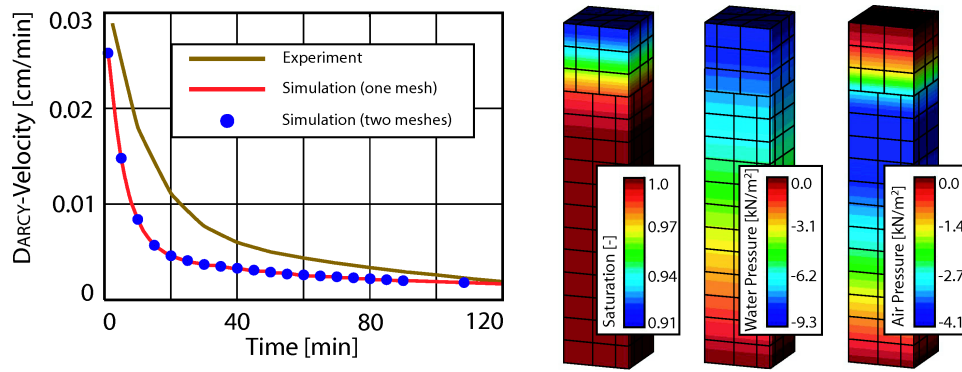 0.03
0.02
0.01
0
DARCY-Velocity [cm/min]
Experiment
Simulation (one mesh)
Simulation (two meshes)
0
40
80
120
Time [min]
Saturation [-]
1.0
0.97
0.94
0.91
Water Pressure [kN/m²]
0.0
-3.1
-6.2
-9.3
Air Pressure [kN/m²]
0.0
-1.4
-2.7
-4.1